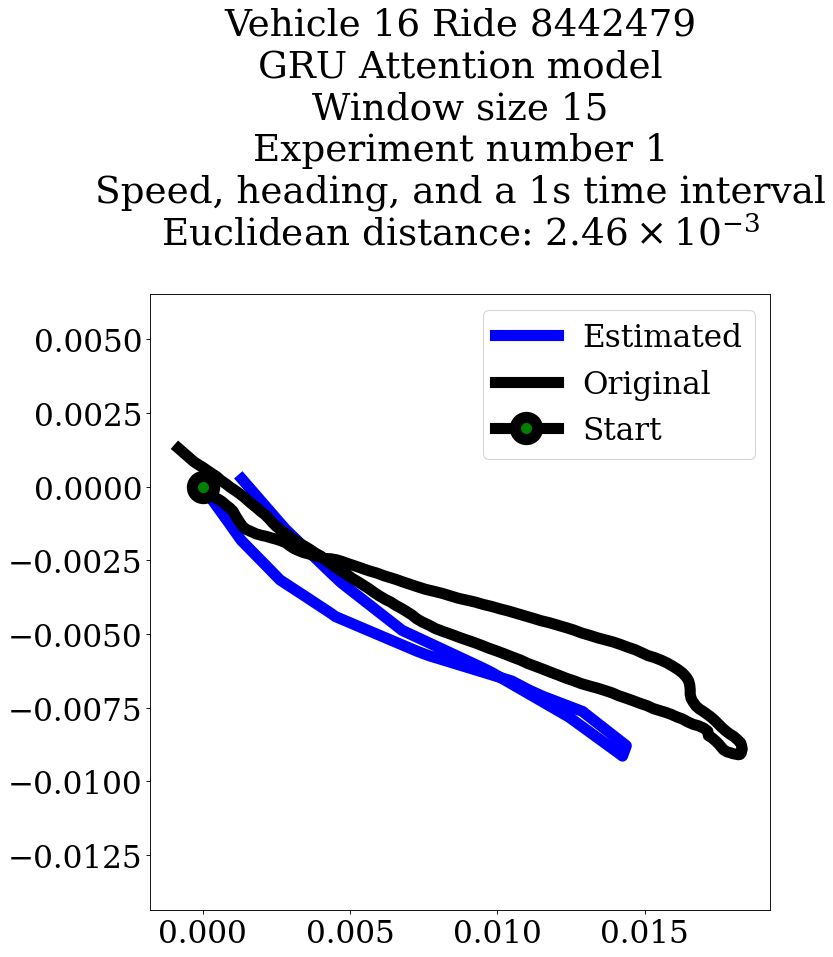 Vehicle 16 Ride 8442479
GRU Attention model
Window size 15
Experiment number 1
Speed, heading, and a 1s time interval
Euclidean distance: 2.46 × 10⁻³
Estimated
Original
Start
0.0050
0.0025
0.0000
−0.0025
−0.0050
−0.0075
−0.0100
−0.0125
0.000 0.005 0.010 0.015